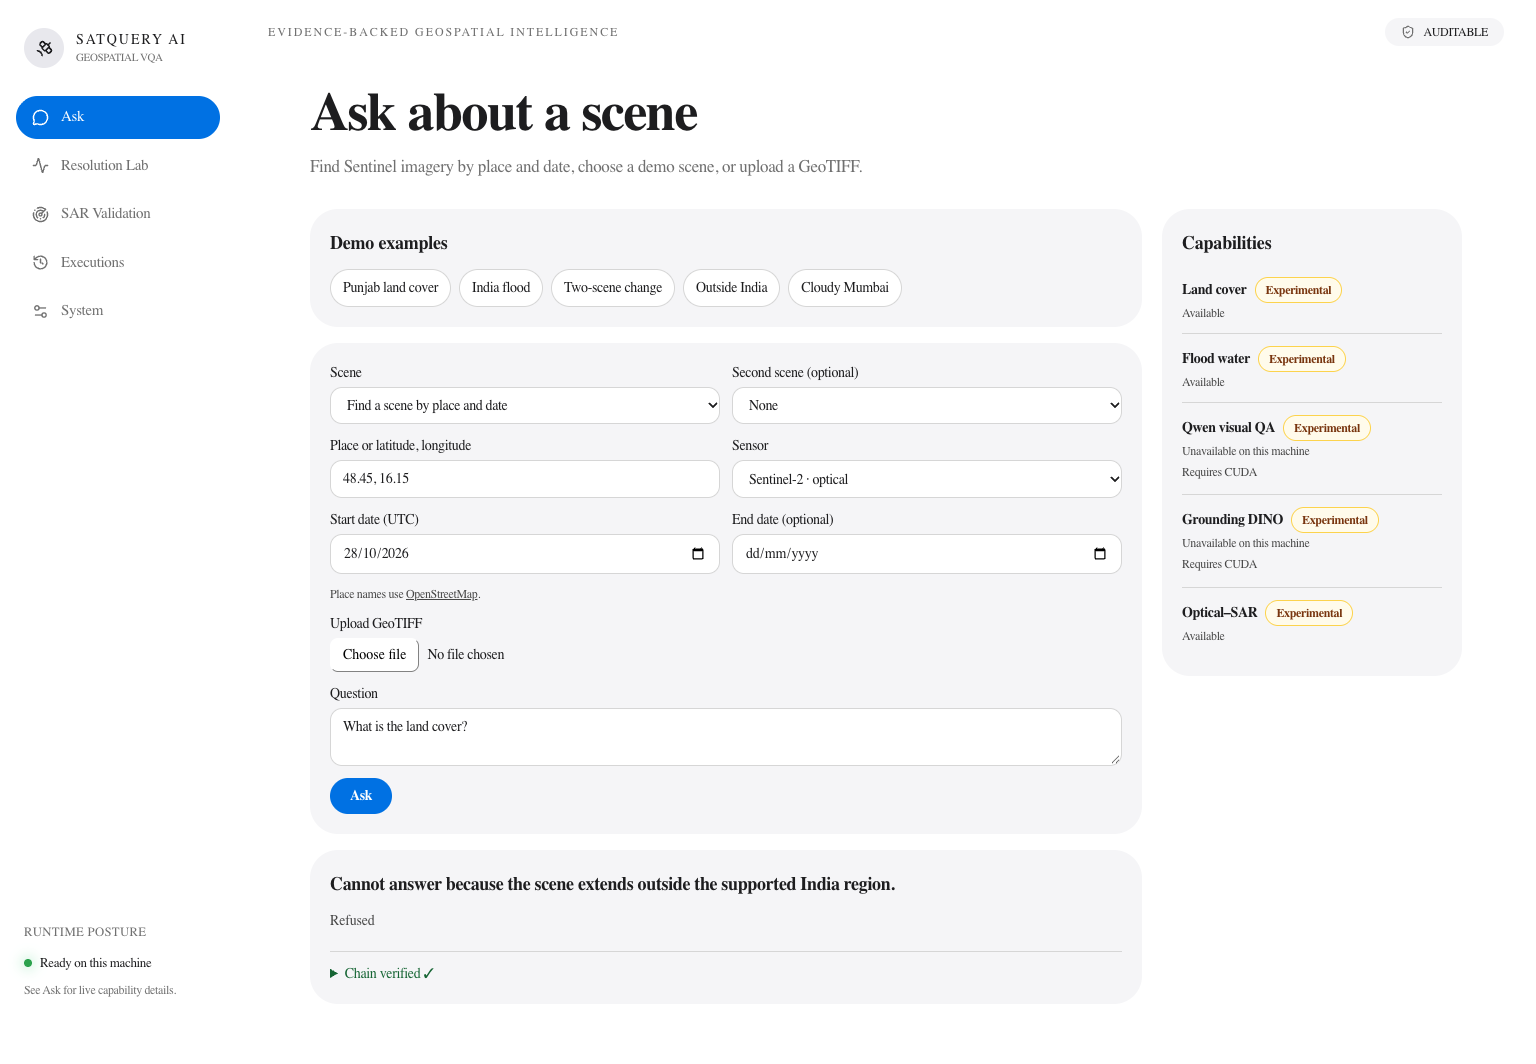 SATQUERY AI
GEOSPATIAL VQA
Ask
Resolution Lab
SAR Validation
Executions
System
RUNTIME POSTURE
Ready on this machine
See Ask for live capability details.
EVIDENCE-BACKED GEOSPATIAL INTELLIGENCE
AUDITABLE
Ask about a scene
Find Sentinel imagery by place and date, choose a demo scene, or upload a GeoTIFF.
Demo examples
Punjab land cover
India flood
Two-scene change
Outside India
Cloudy Mumbai
Scene
Find a scene by place and date
Second scene (optional)
None
Place or latitude, longitude
48.45, 16.15
Sensor
Sentinel-2 · optical
Start date (UTC)
28/10/2026
End date (optional)
dd/mm/yyyy
Place names use OpenStreetMap.
Upload GeoTIFF
Choose file No file chosen
Question
What is the land cover?
Ask
Cannot answer because the scene extends outside the supported India region.
Refused
Chain verified ✓
Capabilities
Land cover Experimental
Available
Flood water Experimental
Available
Qwen visual QA Experimental
Unavailable on this machine
Requires CUDA
Grounding DINO Experimental
Unavailable on this machine
Requires CUDA
Optical–SAR Experimental
Available